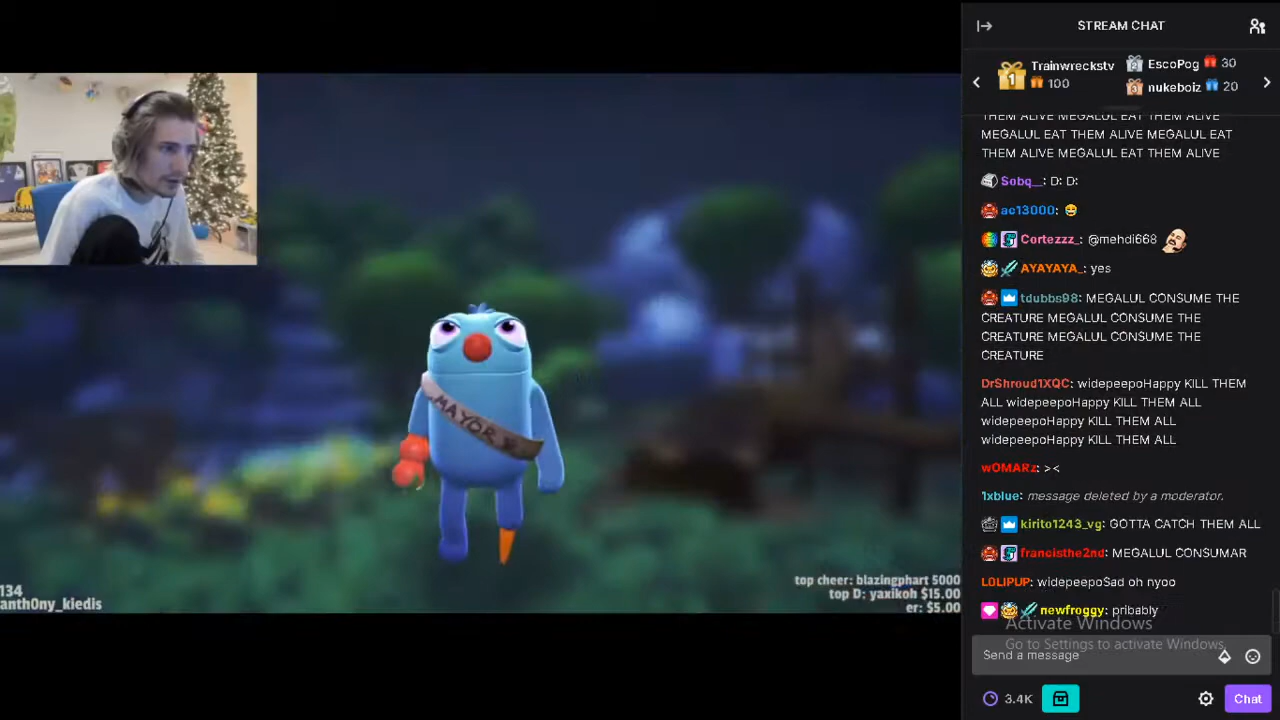 MAYOR
134
anth0ny_kiedis
top cheer: blazingphart 5000
top D: yaxikoh $15.00
er: $5.00
STREAM CHAT
1
Trainwreckstv
100
2
EscoPog
30
3
nukeboiz
20
THEM ALIVE MEGALUL EAT THEM ALIVE
MEGALUL EAT THEM ALIVE MEGALUL EAT
THEM ALIVE MEGALUL EAT THEM ALIVE
Sobq__: D: D:
ac13000:
Cortezzz_: @mehdi668
AYAYAYA_: yes
tdubbs98: MEGALUL CONSUME THE
CREATURE MEGALUL CONSUME THE
CREATURE MEGALUL CONSUME THE
CREATURE
DrShroud1XQC: widepeepoHappy KILL THEM
ALL widepeepoHappy KILL THEM ALL
widepeepoHappy KILL THEM ALL
widepeepoHappy KILL THEM ALL
wOMARz: ><
1xblue: message deleted by a moderator.
kirito1243_vg: GOTTA CATCH THEM ALL
francisthe2nd: MEGALUL CONSUMAR
L0LIPUP: widepeepoSad oh nyoo
newfroggy: pribably
Activate Windows
Go to Settings to activate Windows.
Send a message
3.4K
Chat